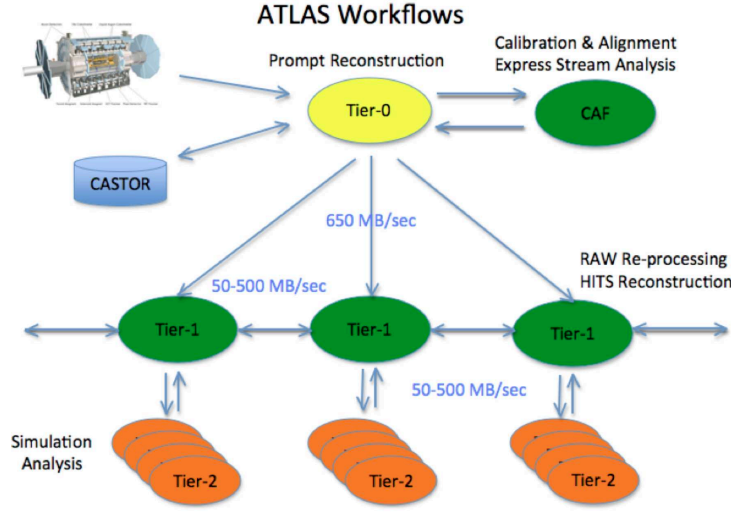 ATLAS Workflows
Prompt Reconstruction
Calibration & Alignment
Express Stream Analysis
Tier-0
CAF
CASTOR
650 MB/sec
RAW Re-processing
HITS Reconstruction
50-500 MB/sec
Tier-1
Tier-1
Tier-1
50-500 MB/sec
Simulation
Analysis
Tier-2
Tier-2
Tier-2